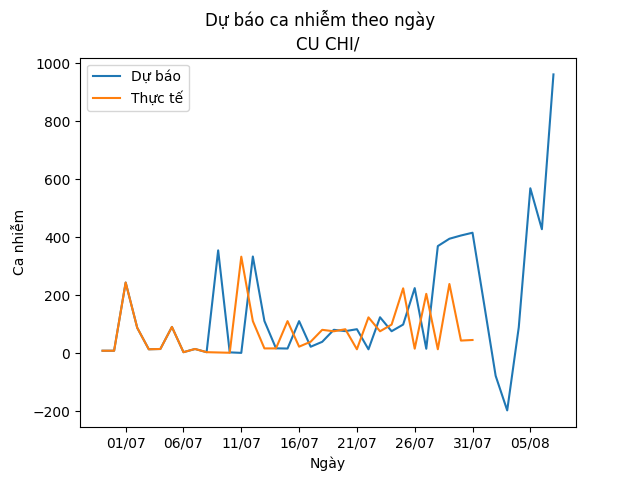 Dự báo ca nhiễm theo ngày
CU CHI/
Dự báo
Thực tế
Ca nhiễm
1000
800
600
400
200
0
−200
01/07 06/07 11/07 16/07 21/07 26/07 31/07 05/08
Ngày